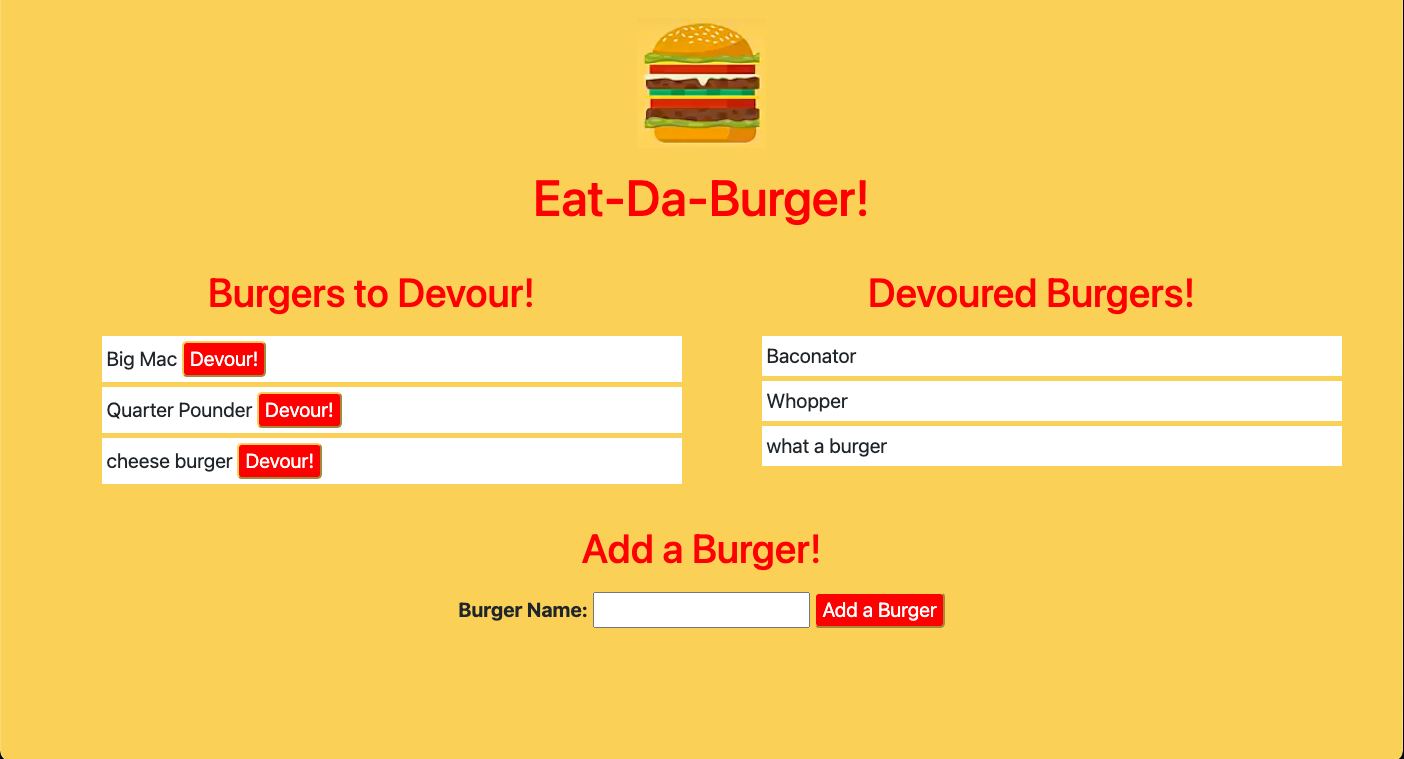 Eat-Da-Burger!
Burgers to Devour!
Big Mac Devour!
Quarter Pounder Devour!
cheese burger Devour!
Devoured Burgers!
Baconator
Whopper
what a burger
Add a Burger!
Burger Name: Add a Burger